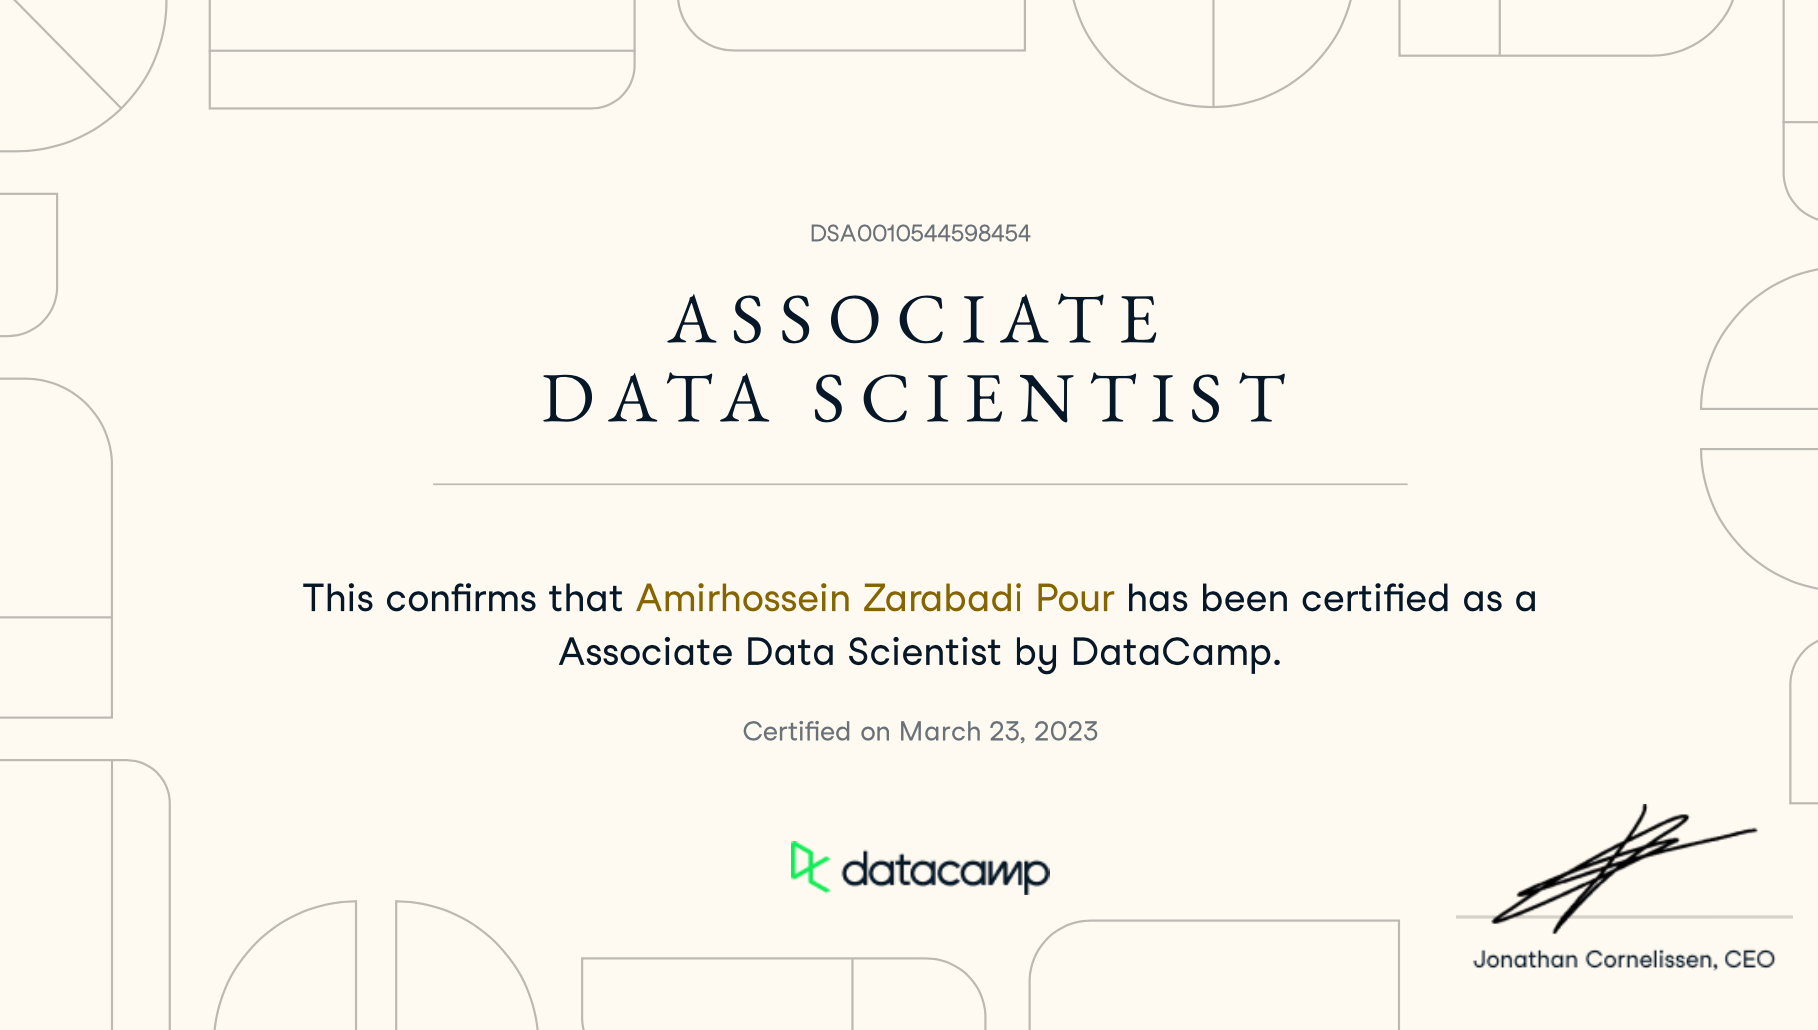 DSA0010544598454
ASSOCIATE
DATA SCIENTIST
This confirms that Amirhossein Zarabadi Pour has been certified as a
Associate Data Scientist by DataCamp.
Certified on March 23, 2023
datacamp
Jonathan Cornelissen, CEO